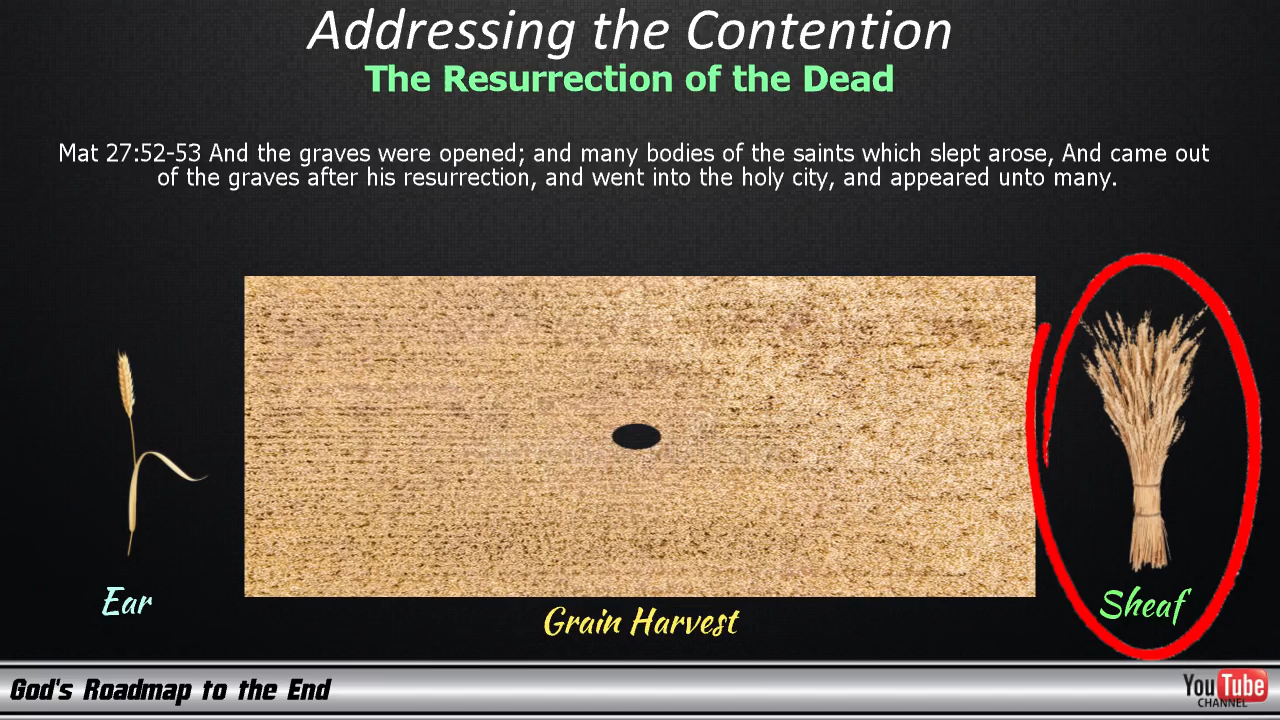 Addressing the Contention
The Resurrection of the Dead
Mat 27:52-53 And the graves were opened; and many bodies of the saints which slept arose, And came out
of the graves after his resurrection, and went into the holy city, and appeared unto many.
Ear
Grain Harvest
Sheaf
God's Roadmap to the End
YouTube
CHANNEL